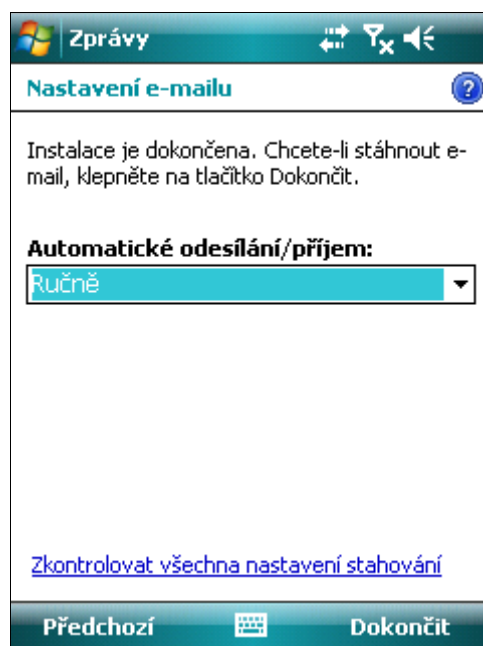 Zprávy
Nastavení e-mailu
?
Instalace je dokončena. Chcete-li stáhnout e-
mail, klepněte na tlačítko Dokončit.
Automatické odesílání/příjem:
Ručně
Zkontrolovat všechna nastavení stahování
Předchozí Dokončit